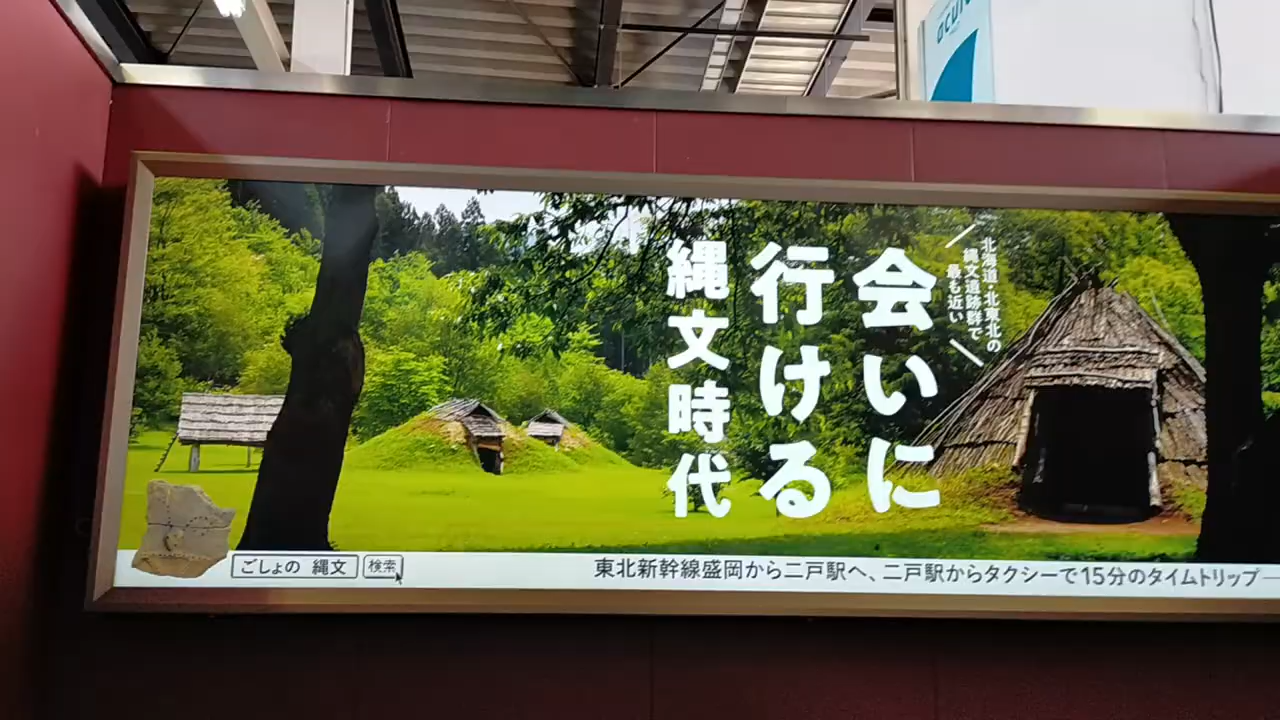 acure
北海道・北東北の
縄文遺跡群で
最も近い
会いに
行ける
縄文時代
ごしょの 縄文 検索
東北新幹線盛岡から二戸駅へ、二戸駅からタクシーで15分のタイムトリップ